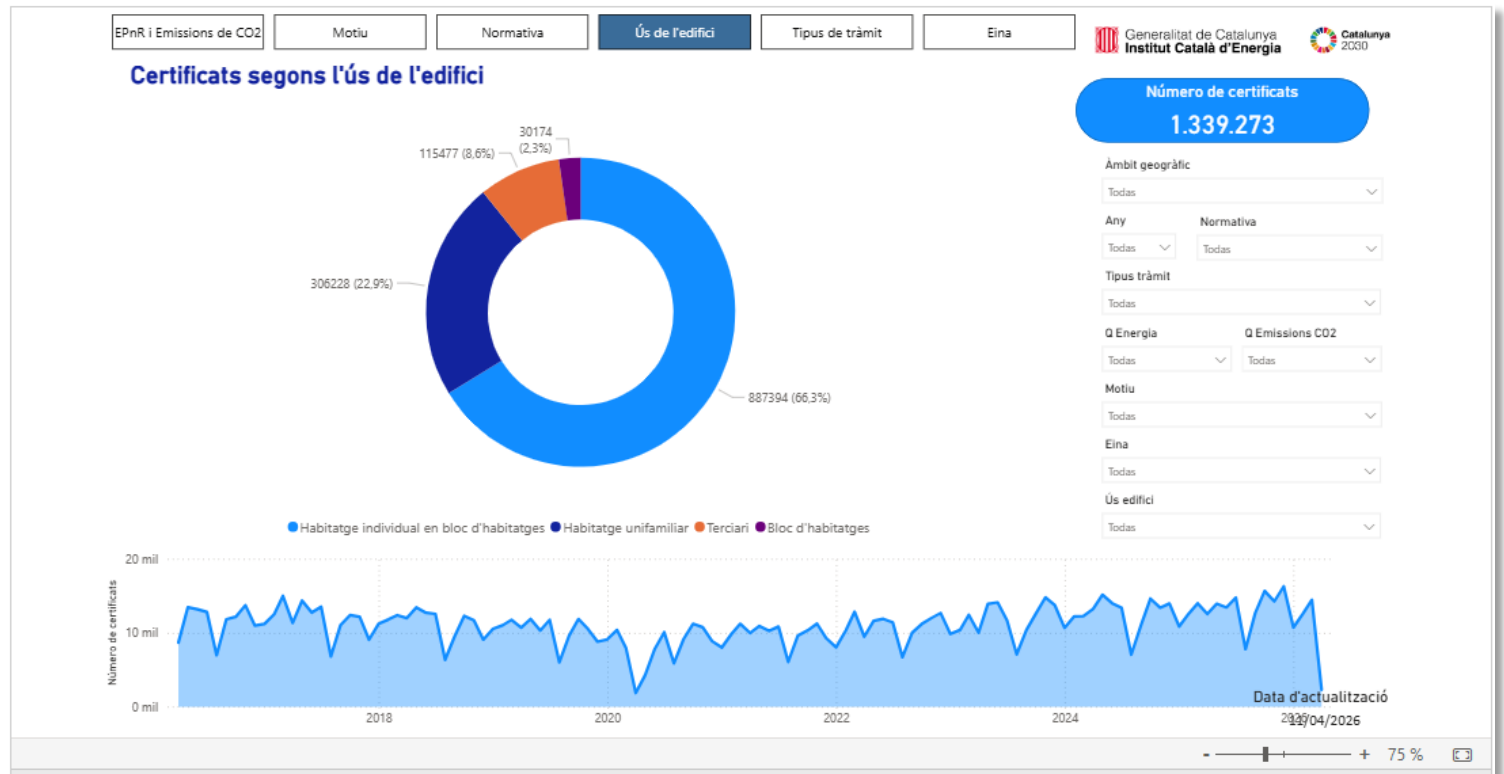 EPnR i Emissions de CO2
Motiu
Normativa
Ús de l'edifici
Tipus de tràmit
Eina
Generalitat de Catalunya
Institut Català d'Energia
Catalunya
2030
Certificats segons l'ús de l'edifici
Número de certificats
1.339.273
30174
(2,3%)
115477 (8,6%)
306228 (22,9%)
887394 (66,3%)
Habitatge individual en bloc d'habitatges
Habitatge unifamiliar
Terciari
Bloc d'habitatges
Àmbit geogràfic
Todas
Any
Normativa
Todas
Todas
Tipus tràmit
Todas
Q Energia
Q Emissions CO2
Todas
Todas
Motiu
Todas
Eina
Todas
Ús edifici
Todas
Número de certificats
20 mil
10 mil
0 mil
2018
2020
2022
2024
2026
Data d'actualització
11/04/2026
-
+
75 %